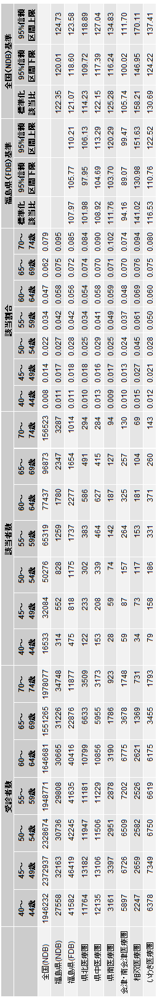 受診者数 該当者数 該当割合 福島県(FDB)基準 全国(NDB)基準
40～44歳 45～49歳 50～54歳 55～59歳 60～64歳 65～69歳 70～74歳 40～44歳 45～49歳 50～54歳 55～59歳 60～64歳 65～69歳 70～74歳 40～44歳 45～49歳 50～54歳 55～59歳 60～64歳 65～69歳 70～74歳 標準化該当比 95%信頼区間下限 95%信頼区間上限 標準化該当比 95%信頼区間下限 95%信頼区間上限
全国(NDB) 1946232 2372937 2328674 1948771 1646681 1551265 1978077 16533 32084 50276 65319 77437 96873 156523 0.008 0.014 0.022 0.034 0.047 0.062 0.079
福島県(NDB) 27558 32163 30736 29808 30665 31226 34748 314 552 828 1259 1780 2347 3287 0.011 0.017 0.027 0.042 0.058 0.075 0.095 122.35 120.01 124.73
福島県(FDB) 41582 46419 42245 41635 40416 22876 11877 475 818 1175 1737 2277 1654 1014 0.011 0.018 0.028 0.042 0.056 0.072 0.085 107.97 105.77 110.21 121.07 118.60 123.58
県北医療圏 11764 13182 11947 11181 10799 6633 3509 122 233 302 383 586 491 294 0.010 0.018 0.025 0.034 0.054 0.074 0.084 101.98 97.95 106.13 114.23 109.72 118.89
県中医療圏 12135 13106 11506 11229 10856 5955 3173 153 208 339 464 627 415 284 0.013 0.016 0.029 0.041 0.058 0.070 0.090 108.92 104.69 113.29 122.15 117.39 127.04
県南医療圏 3161 3397 2951 2878 3190 1786 923 28 59 74 142 187 127 94 0.009 0.017 0.025 0.049 0.059 0.071 0.102 111.76 103.70 120.29 125.28 116.24 134.83
会津・南会津医療圏 5897 6726 6509 7202 6775 3678 1748 59 87 157 264 325 257 130 0.010 0.013 0.024 0.037 0.048 0.070 0.074 94.16 89.07 99.47 105.74 100.02 111.70
相双医療圏 2247 2659 2582 2526 2621 1369 731 34 73 117 153 181 104 69 0.015 0.027 0.045 0.061 0.069 0.076 0.094 141.02 130.98 151.63 158.21 146.95 170.11
いわき医療圏 6378 7349 6750 6619 6175 3455 1793 79 158 186 331 371 260 143 0.012 0.021 0.028 0.050 0.060 0.075 0.080 116.53 110.76 122.52 130.69 124.22 137.41